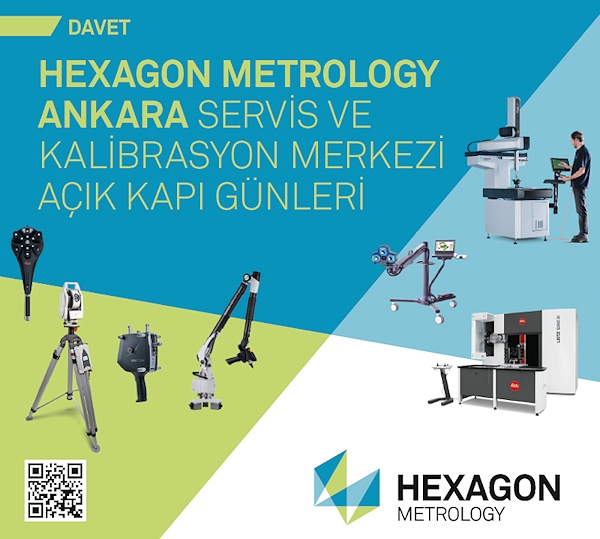 DAVET
HEXAGON METROLOGY
ANKARA SERVİS VE
KALİBRASYON MERKEZİ
AÇIK KAPI GÜNLERİ
HEXAGON
METROLOGY